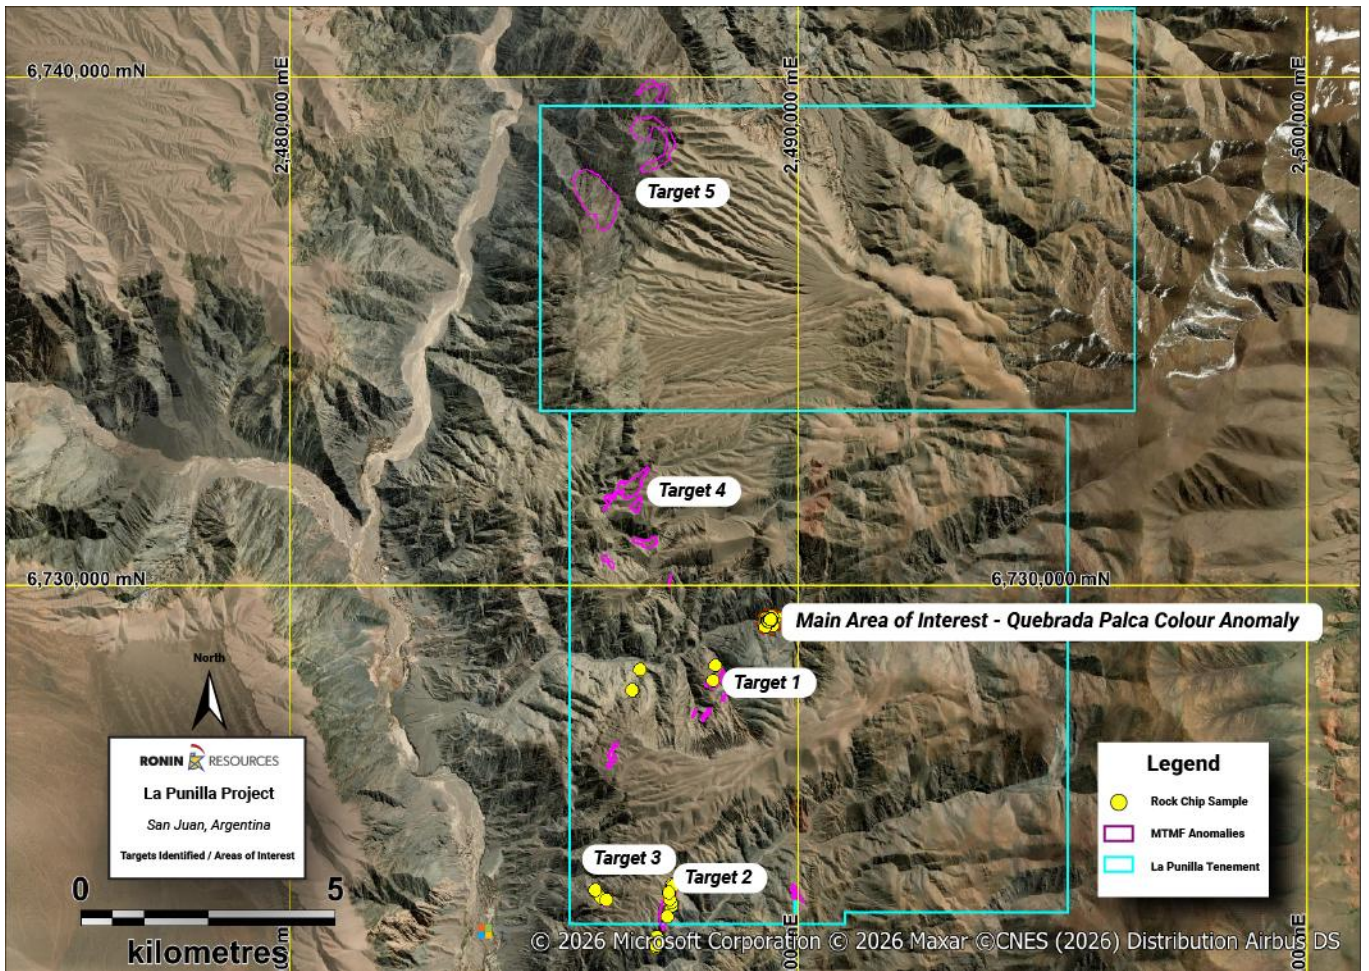 6,740,000 mN
2,480,000 mE
2,490,000 mE
2,500,000 mE
Target 5
Target 4
6,730,000 mN
6,730,000 mN
Main Area of Interest - Quebrada Palca Colour Anomaly
North
Target 1
RONIN RESOURCES
La Punilla Project
San Juan, Argentina
Targets Identified / Areas of Interest
Legend
Rock Chip Sample
MTMF Anomalies
La Punilla Tenement
Target 3
Target 2
0 5
kilometres
© 2026 Microsoft Corporation © 2026 Maxar ©CNES (2026) Distribution Airbus DS